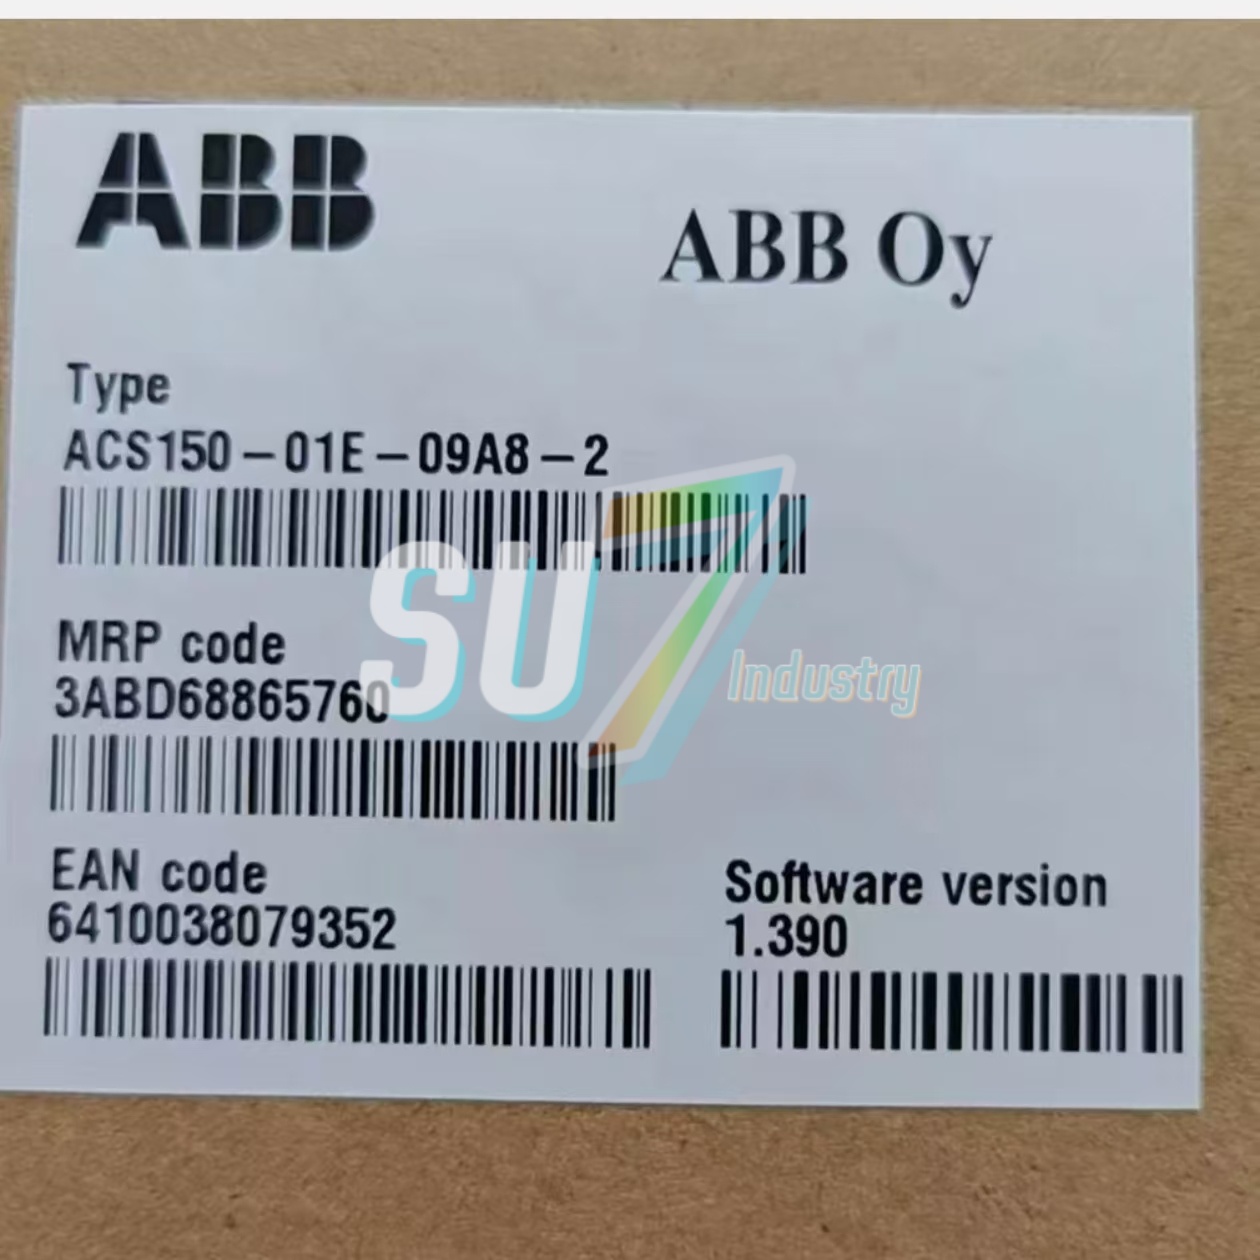 ABB
ABB Oy
Type
ACS150-01E-09A8-2
MRP code
3ABD68865760
SU7
Industry
EAN code
6410038079352
Software version
1.390